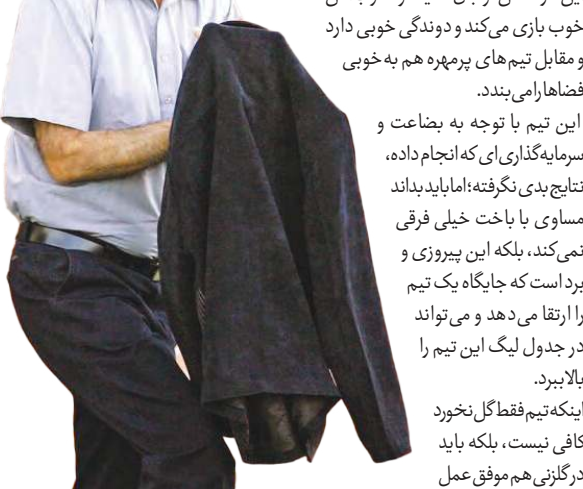 خوب بازی می‌کند و دوندگی خوبی دارد
و مقابل تیم‌های پرمهره هم به خوبی
فضاها را می‌بندد.
این تیم با توجه به بضاعت و
سرمایه‌گذاری ای که انجام داده،
نتایج بدی نگرفته؛ اما باید بداند
مساوی با باخت خیلی فرقی
نمی‌کند، بلکه این پیروزی و
برد است که جایگاه یک تیم
را ارتقا می‌دهد و می‌تواند
در جدول لیگ این تیم را
بالا ببرد.
اینکه تیم فقط گل نخورد
کافی نیست، بلکه باید
در گلزنی هم موفق عمل